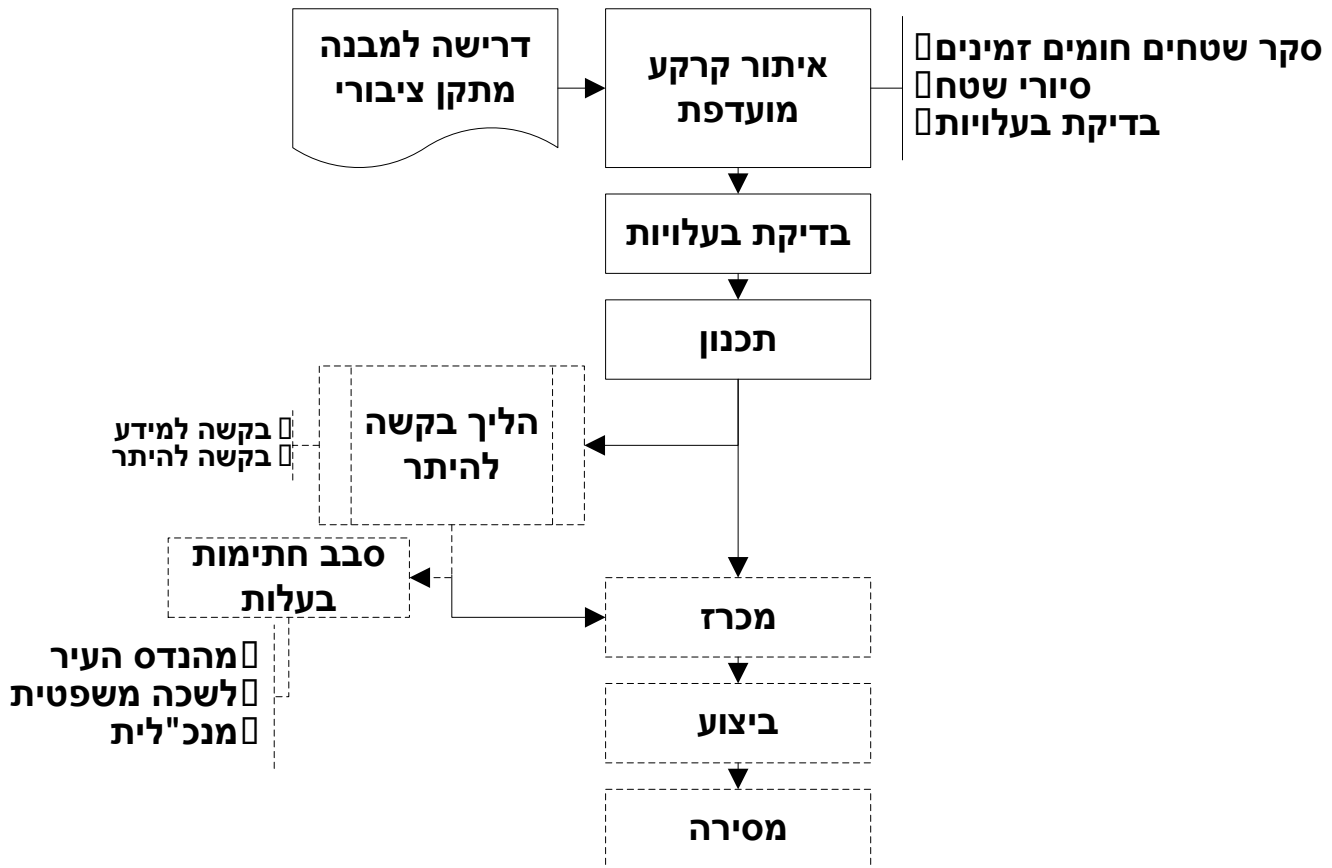 דרישה למבנה
מתקן ציבורי
איתור קרקע
מועדפת
סקר שטחים חומים זמינים
סיורי שטח
בדיקת בעלויות
בדיקת בעלויות
תכנון
הליך בקשה
להיתר
בקשה למידע
בקשה להיתר
סבב חתימות
בעלות
מהנדס העיר
לשכה משפטית
מנכ"לית
מכרז
ביצוע
מסירה